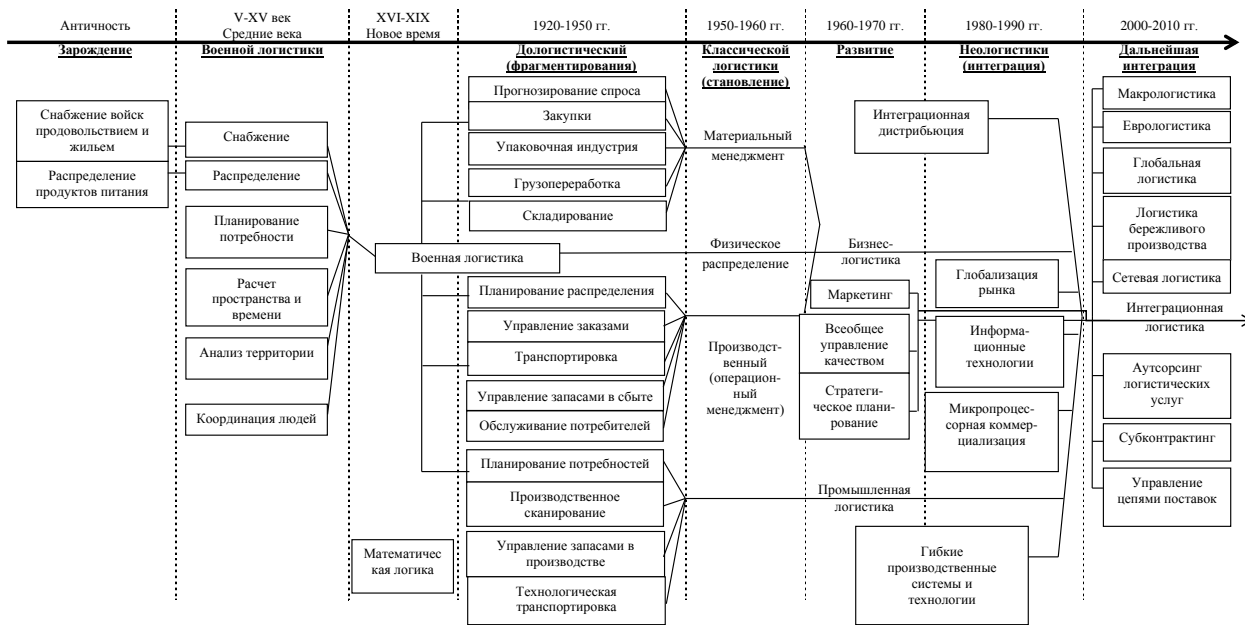 Античность
V-XV век
Средние века
XVI-XIX
Новое время
1920-1950 гг.
1950-1960 гг.
1960-1970 гг.
1980-1990 гг.
2000-2010 гг.
Зарождение
Военной логистики
Дологистический
(фрагментирования)
Классической
логистики
(становление)
Развитие
Неологистики
(интеграция)
Дальнейшая
интеграция
Снабжение войск
продовольствием и
жильем
Распределение
продуктов питания
Снабжение
Распределение
Планирование
потребности
Расчет
пространства и
времени
Анализ территории
Координация людей
Военная логистика
Математичес
кая логика
Прогнозирование спроса
Закупки
Упаковочная индустрия
Грузопереработка
Складирование
Планирование распределения
Управление заказами
Транспортировка
Управление запасами в сбыте
Обслуживание потребителей
Планирование потребностей
Производственное
сканирование
Управление запасами в
производстве
Технологическая
транспортировка
Материальный
менеджмент
Физическое
распределение
Производст-
венный
(операцион-
ный
менеджмент)
Бизнес-
логистика
Маркетинг
Всеобщее
управление
качеством
Стратеги-
ческое плани-
рование
Промышленная
логистика
Интеграционная
дистрибьюция
Глобализация
рынка
Информа-
ционные
технологии
Микропроцес-
сорная коммер-
циализация
Гибкие
производственные
системы и
технологии
Макрологистика
Еврологистика
Глобальная
логистика
Логистика
бережливого
производства
Сетевая логистика
Интеграционная
логистика
Аутсорсинг
логистических
услуг
Субконтрактинг
Управление
цепями поставок